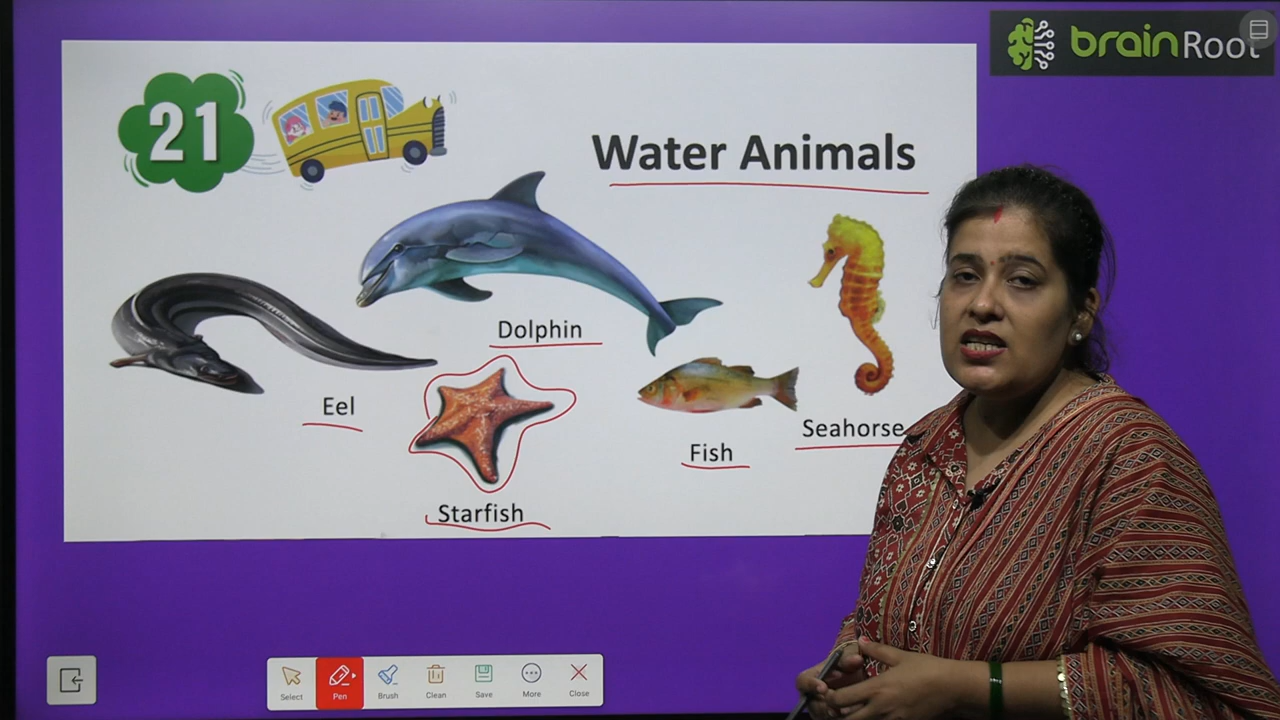 brainRoot
21
Water Animals
Dolphin
Eel
Seahorse
Fish
Starfish
Select
Pen
Brush
Clean
Save
More
Close